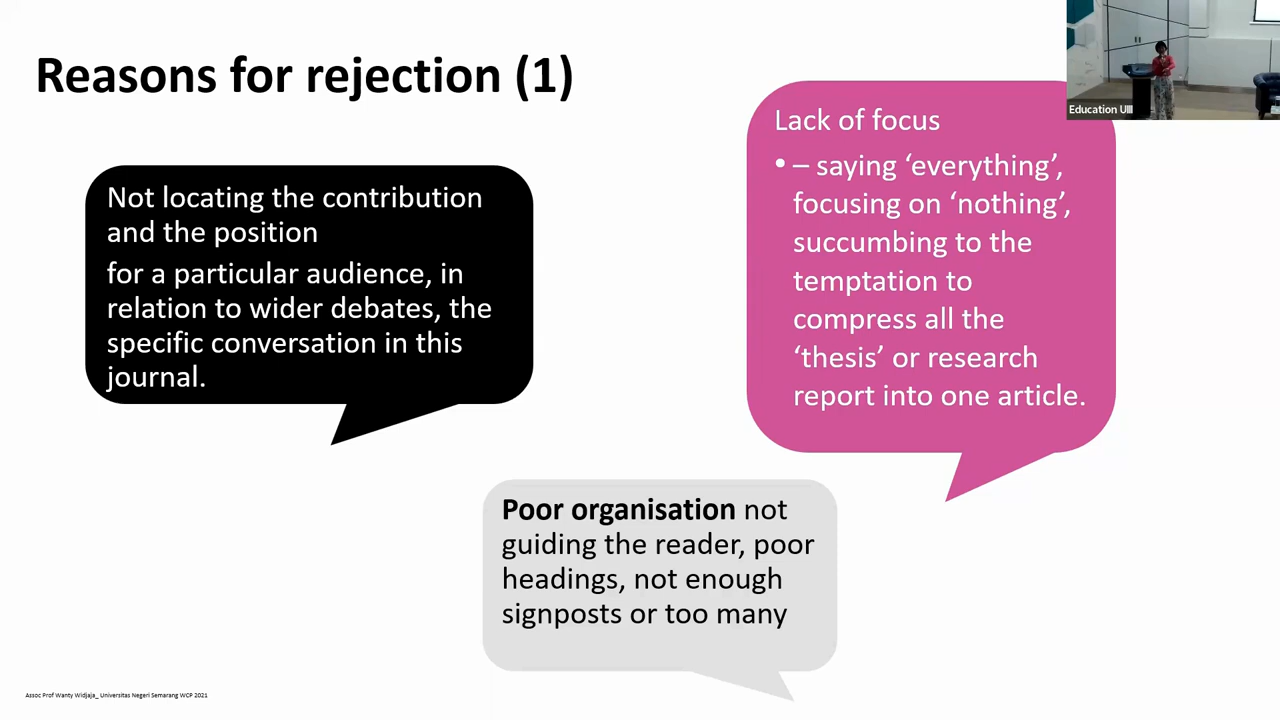 Reasons for rejection (1)
Not locating the contribution
and the position
for a particular audience, in
relation to wider debates, the
specific conversation in this
journal.
Lack of focus
• – saying ‘everything’,
focusing on ‘nothing’,
succumbing to the
temptation to
compress all the
‘thesis’ or research
report into one article.
Poor organisation not
guiding the reader, poor
headings, not enough
signposts or too many
Education UIII
Assoc Prof Wanty Widjaja_ Universitas Negeri Semarang WCP 2021